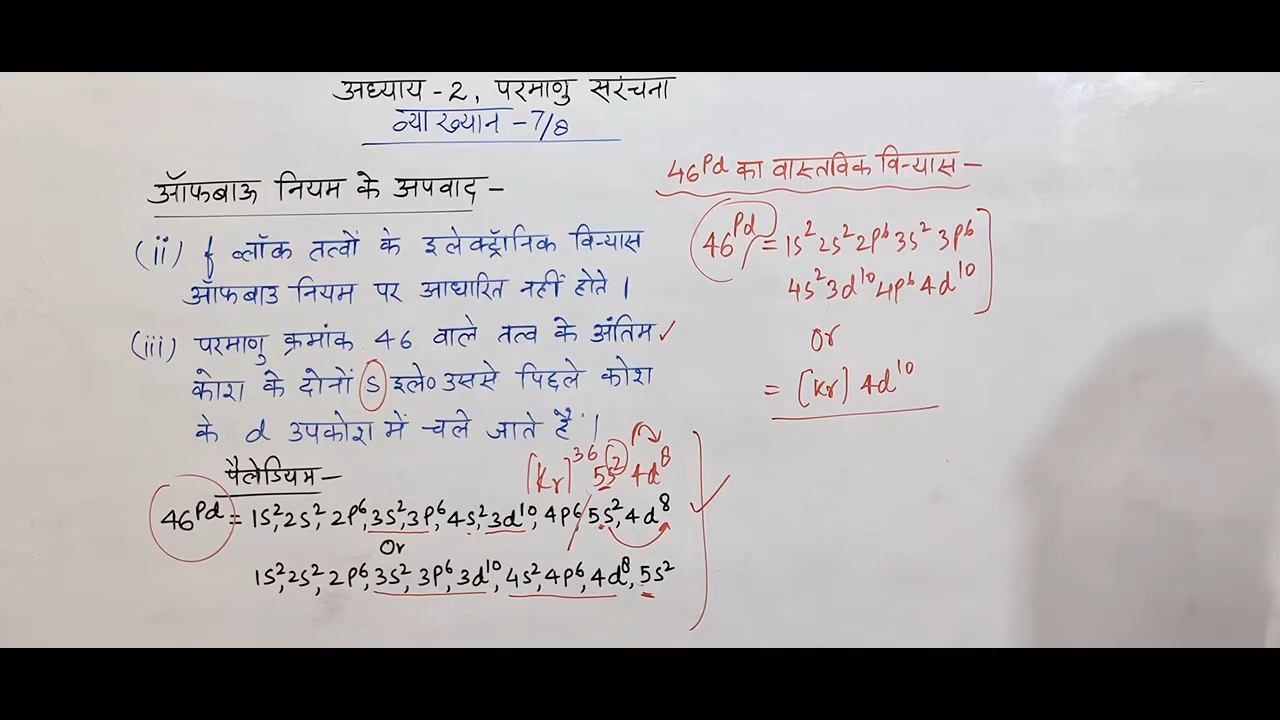 अध्याय - 2, परमाणु सरंचना
व्याख्यान - 7/8
ऑफबाऊ नियम के अपवाद -
(ii) f ब्लॉक तत्वों के इलेक्ट्रॉनिक विन्यास
ऑफबाउ नियम पर आधारित नहीं होते।
(iii) परमाणु क्रमांक 46 वाले तत्व के अंतिम ✓
कोश के दोनों s इले० उससे पिछले कोश
के d उपकोश में चले जाते हैं।
[Kr]³⁶ 5s² 4d⁸
पैलेडियम -
46ᴾᵈ = 1s², 2s², 2p⁶, 3s², 3p⁶, 4s², 3d¹⁰, 4p⁶ 5s², 4d⁸ ✓
Or
1s², 2s², 2p⁶, 3s², 3p⁶, 3d¹⁰, 4s², 4p⁶, 4d⁸, 5s²
46ᴾᵈ का वास्तविक विन्यास -
46ᴾᵈ = 1s² 2s² 2p⁶ 3s² 3p⁶
4s² 3d¹⁰ 4p⁶ 4d¹⁰
Or
= [Kr] 4d¹⁰